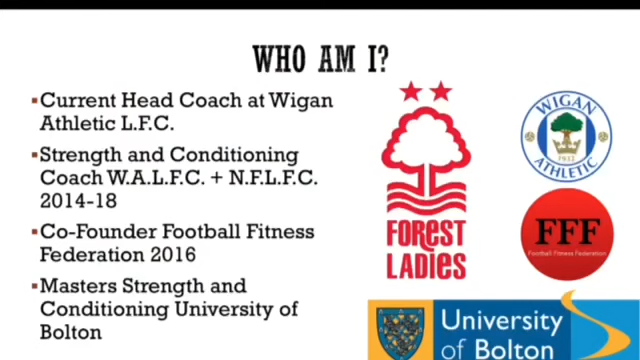 WHO AM I?
▪Current Head Coach at Wigan
Athletic L.F.C.
▪Strength and Conditioning
Coach W.A.L.F.C. + N.F.L.F.C.
2014-18
▪Co-Founder Football Fitness
Federation 2016
▪Masters Strength and
Conditioning University of
Bolton
FOREST
LADIES
WIGAN
1932
ATHLETIC
FFF
Football Fitness Federation
University
of Bolton